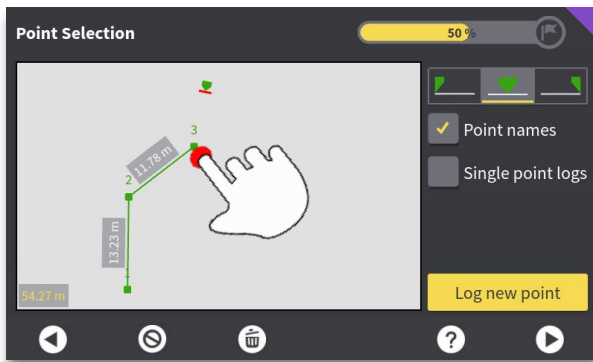 Point Selection
50 %
3
11.78 m
2
13.23 m
1
54.27 m
Point names
Single point logs
Log new point
?